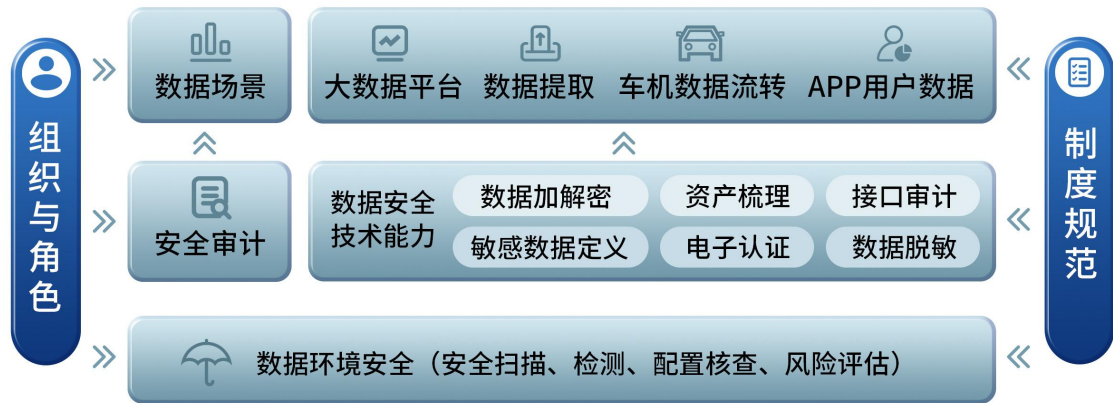 组织与角色
数据场景
大数据平台 数据提取 车机数据流转 APP用户数据
安全审计
数据安全
技术能力
数据加解密 资产梳理 接口审计
敏感数据定义 电子认证 数据脱敏
数据环境安全（安全扫描、检测、配置核查、风险评估）
制度规范